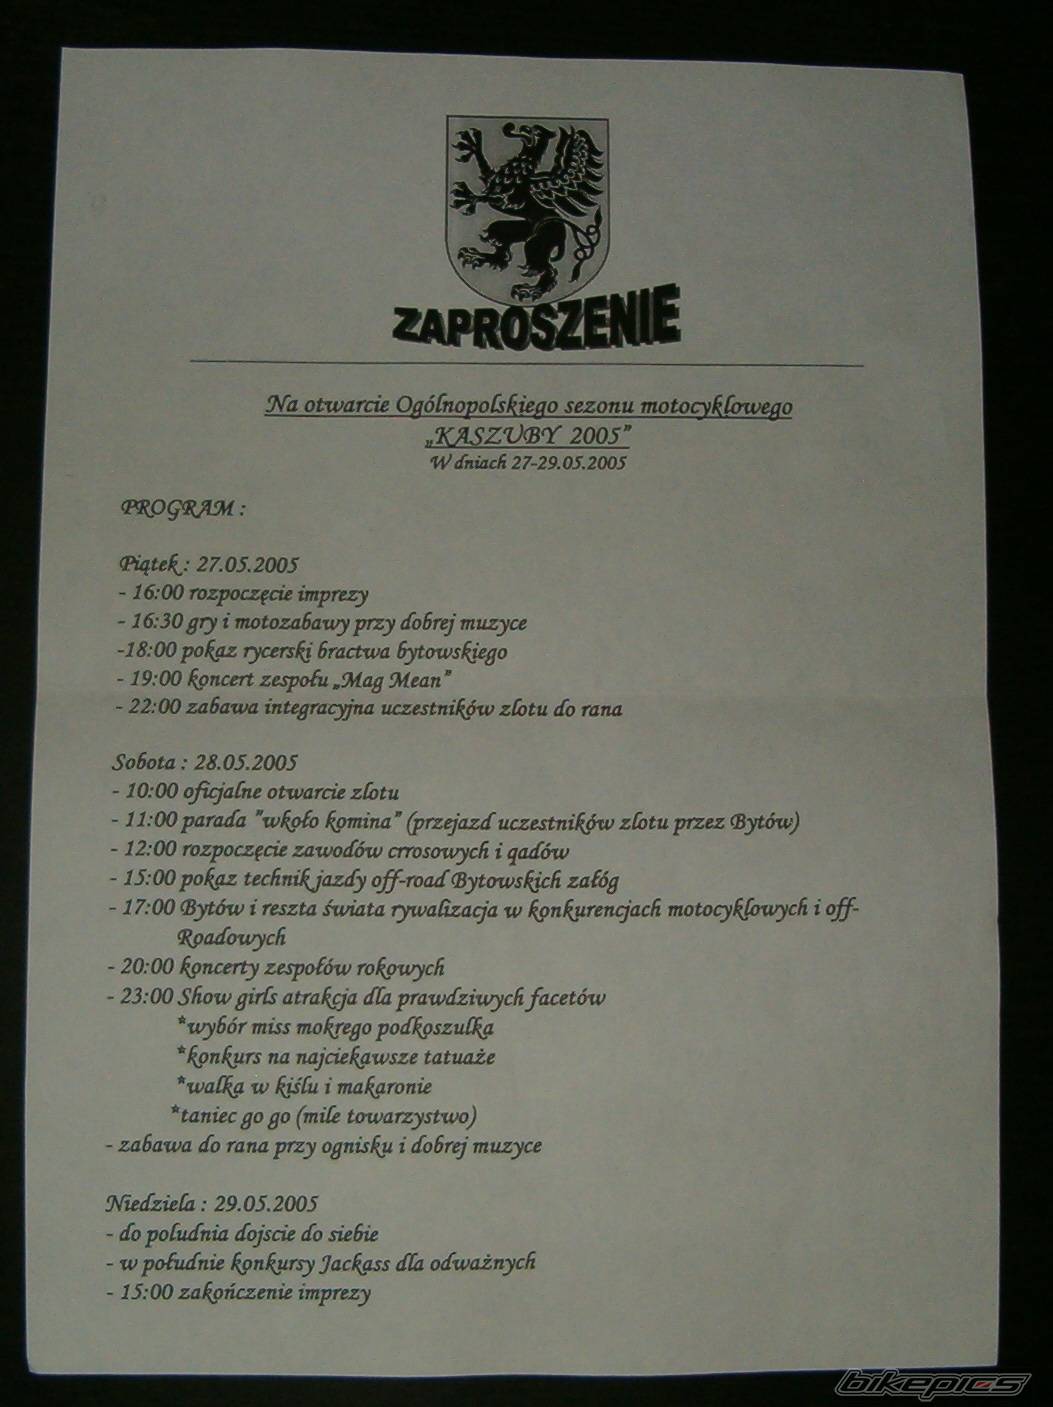 ZAPROSZENIE
Na otwarcie Ogólnopolskiego sezonu motocyklowego
„KASZUBY 2005”
W dniach 27-29.05.2005
PROGRAM :
Piątek : 27.05.2005
- 16:00 rozpoczęcie imprezy
- 16:30 gry i motozabawy przy dobrej muzyce
-18:00 pokaz rycerski bractwa bytowskiego
- 19:00 koncert zespołu „Mag Mean”
- 22:00 zabawa integracyjna uczestników zlotu do rana
Sobota : 28.05.2005
- 10:00 oficjalne otwarcie zlotu
- 11:00 parada "wkoło komina” (przejazd uczestników zlotu przez Bytów)
- 12:00 rozpoczęcie zawodów crrosowych i qadów
- 15:00 pokaz technik jazdy off-road Bytowskich załóg
- 17:00 Bytów i reszta świata rywalizacja w konkurencjach motocyklowych i off-
Roadowych
- 20:00 koncerty zespołów rokowych
- 23:00 Show girls atrakcja dla prawdziwych facetów
*wybór miss mokrego podkoszulka
*konkurs na najciekawsze tatuaże
*walka w kiślu i makaronie
*taniec go go (mile towarzystwo)
- zabawa do rana przy ognisku i dobrej muzyce
Niedziela : 29.05.2005
- do poludnia dojscie do siebie
- w południe konkursy Jackass dla odważnych
- 15:00 zakończenie imprezy
bikepics